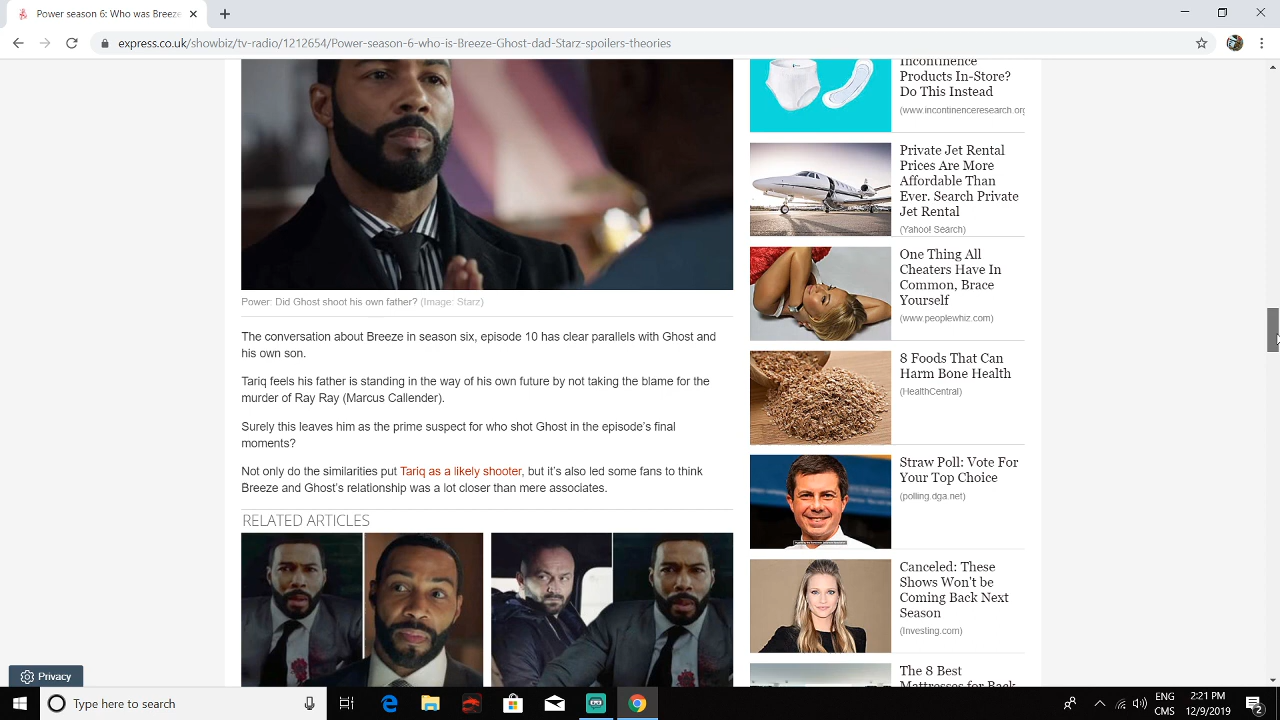 Power season 6: Who was Breeze
express.co.uk/showbiz/tv-radio/1212654/Power-season-6-who-is-Breeze-Ghost-dad-Starz-spoilers-theories
Power: Did Ghost shoot his own father? (Image: Starz)
The conversation about Breeze in season six, episode 10 has clear parallels with Ghost and
his own son.
Tariq feels his father is standing in the way of his own future by not taking the blame for the
murder of Ray Ray (Marcus Callender).
Surely this leaves him as the prime suspect for who shot Ghost in the episode's final
moments?
Not only do the similarities put Tariq as a likely shooter, but it's also led some fans to think
Breeze and Ghost's relationship was a lot closer than mere associates.
RELATED ARTICLES
Incontinence
Products In-Store?
Do This Instead
(www.incontinenceresearch.org
Private Jet Rental
Prices Are More
Affordable Than
Ever. Search Private
Jet Rental
(Yahoo! Search)
One Thing All
Cheaters Have In
Common, Brace
Yourself
(www.peoplewhiz.com)
8 Foods That Can
Harm Bone Health
(HealthCentral)
Straw Poll: Vote For
Your Top Choice
(polling.dga.net)
Canceled: These
Shows Won't be
Coming Back Next
Season
(Investing.com)
The 8 Best
Mattresses for Back
Privacy
Type here to search
ENG
CMS
2:21 PM
12/9/2019
2